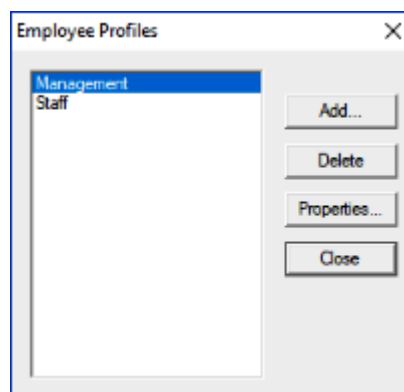 Employee Profiles
Management
Staff
Add...
Delete
Properties...
Close